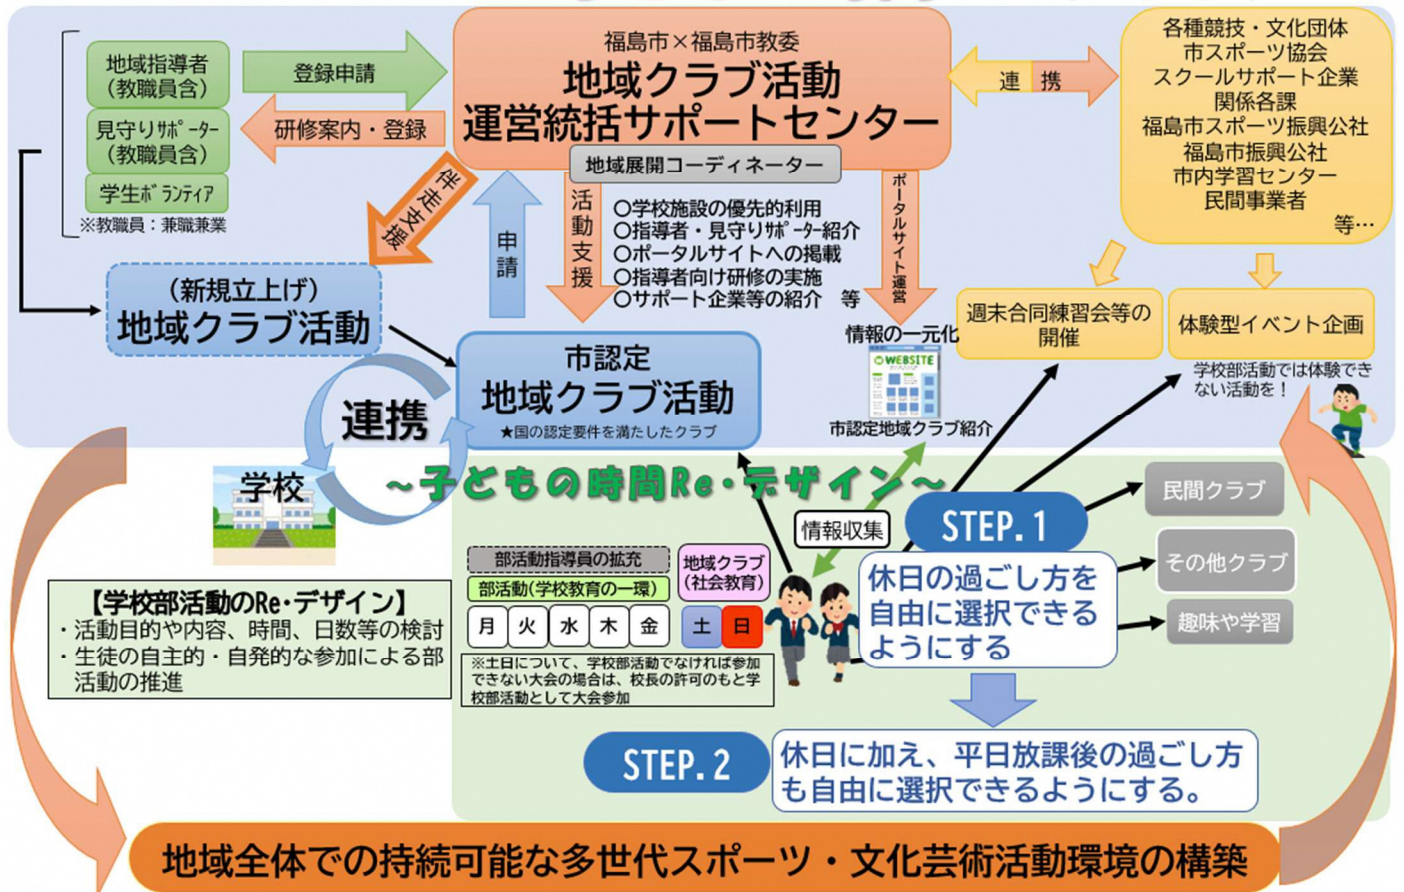 福島市×福島市教委
地域クラブ活動
運営統括サポートセンター
地域展開コーディネーター
地域指導者
(教職員含)
見守りｻﾎﾟｰﾀｰ
(教職員含)
学生ﾎﾞﾗﾝﾃｨｱ
※教職員：兼職兼業
登録申請
研修案内・登録
伴走支援
申請
活動支援
〇学校施設の優先的利用
〇指導者・見守りｻﾎﾟｰﾀｰ紹介
〇ポータルサイトへの掲載
〇指導者向け研修の実施
〇サポート企業等の紹介　等
ポータルサイト運営
連 携
各種競技・文化団体
市スポーツ協会
スクールサポート企業
関係各課
福島市スポーツ振興公社
福島市振興公社
市内学習センター
民間事業者
等…
(新規立上げ)
地域クラブ活動
市認定
地域クラブ活動
★国の認定要件を満たしたクラブ
情報の一元化
WEBSITE
市認定地域クラブ紹介
週末合同練習会等の
開催
体験型イベント企画
学校部活動では体験でき
ない活動を！
連携
学校
～子どもの時間Re・デザイン～
情報収集
STEP.1
休日の過ごし方を
自由に選択できる
ようにする
民間クラブ
その他クラブ
趣味や学習
部活動指導員の拡充
部活動(学校教育の一環)
地域クラブ
(社会教育)
月 火 水 木 金 土 日
※土日について、学校部活動でなければ参加
できない大会の場合は、校長の許可のもと学
校部活動として大会参加
【学校部活動のRe・デザイン】
・活動目的や内容、時間、日数等の検討
・生徒の自主的・自発的な参加による部
活動の推進
STEP.2
休日に加え、平日放課後の過ごし方
も自由に選択できるようにする。
地域全体での持続可能な多世代スポーツ・文化芸術活動環境の構築